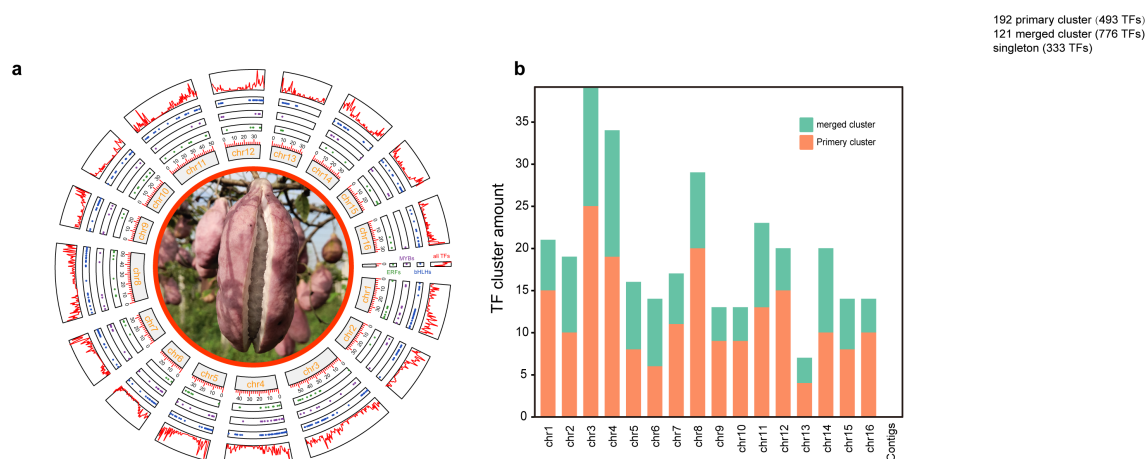 192 primary cluster (493 TFs)
121 merged cluster (776 TFs)
singleton (333 TFs)
a
chr1
chr2
chr3
chr4
chr5
chr6
chr7
chr8
chr9
chr10
chr11
chr12
chr13
chr14
chr15
chr16
ERFs
MYBs
bHLHs
all TFs
b
TF cluster amount
35
30
25
20
15
10
5
0
merged cluster
Primery cluster
chr1
chr2
chr3
chr4
chr5
chr6
chr7
chr8
chr9
chr10
chr11
chr12
chr13
chr14
chr15
chr16
Contigs